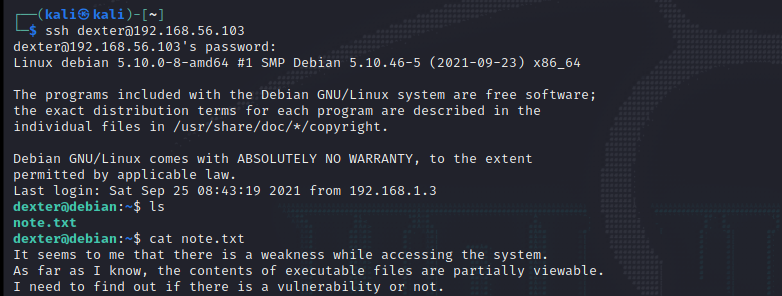 ┌──(kali㉿kali)-[~]
└─$ ssh dexter@192.168.56.103
dexter@192.168.56.103's password:
Linux debian 5.10.0-8-amd64 #1 SMP Debian 5.10.46-5 (2021-09-23) x86_64

The programs included with the Debian GNU/Linux system are free software;
the exact distribution terms for each program are described in the
individual files in /usr/share/doc/*/copyright.

Debian GNU/Linux comes with ABSOLUTELY NO WARRANTY, to the extent
permitted by applicable law.
Last login: Sat Sep 25 08:43:19 2021 from 192.168.1.3
dexter@debian:~$ ls
note.txt
dexter@debian:~$ cat note.txt
It seems to me that there is a weakness while accessing the system.
As far as I know, the contents of executable files are partially viewable.
I need to find out if there is a vulnerability or not.